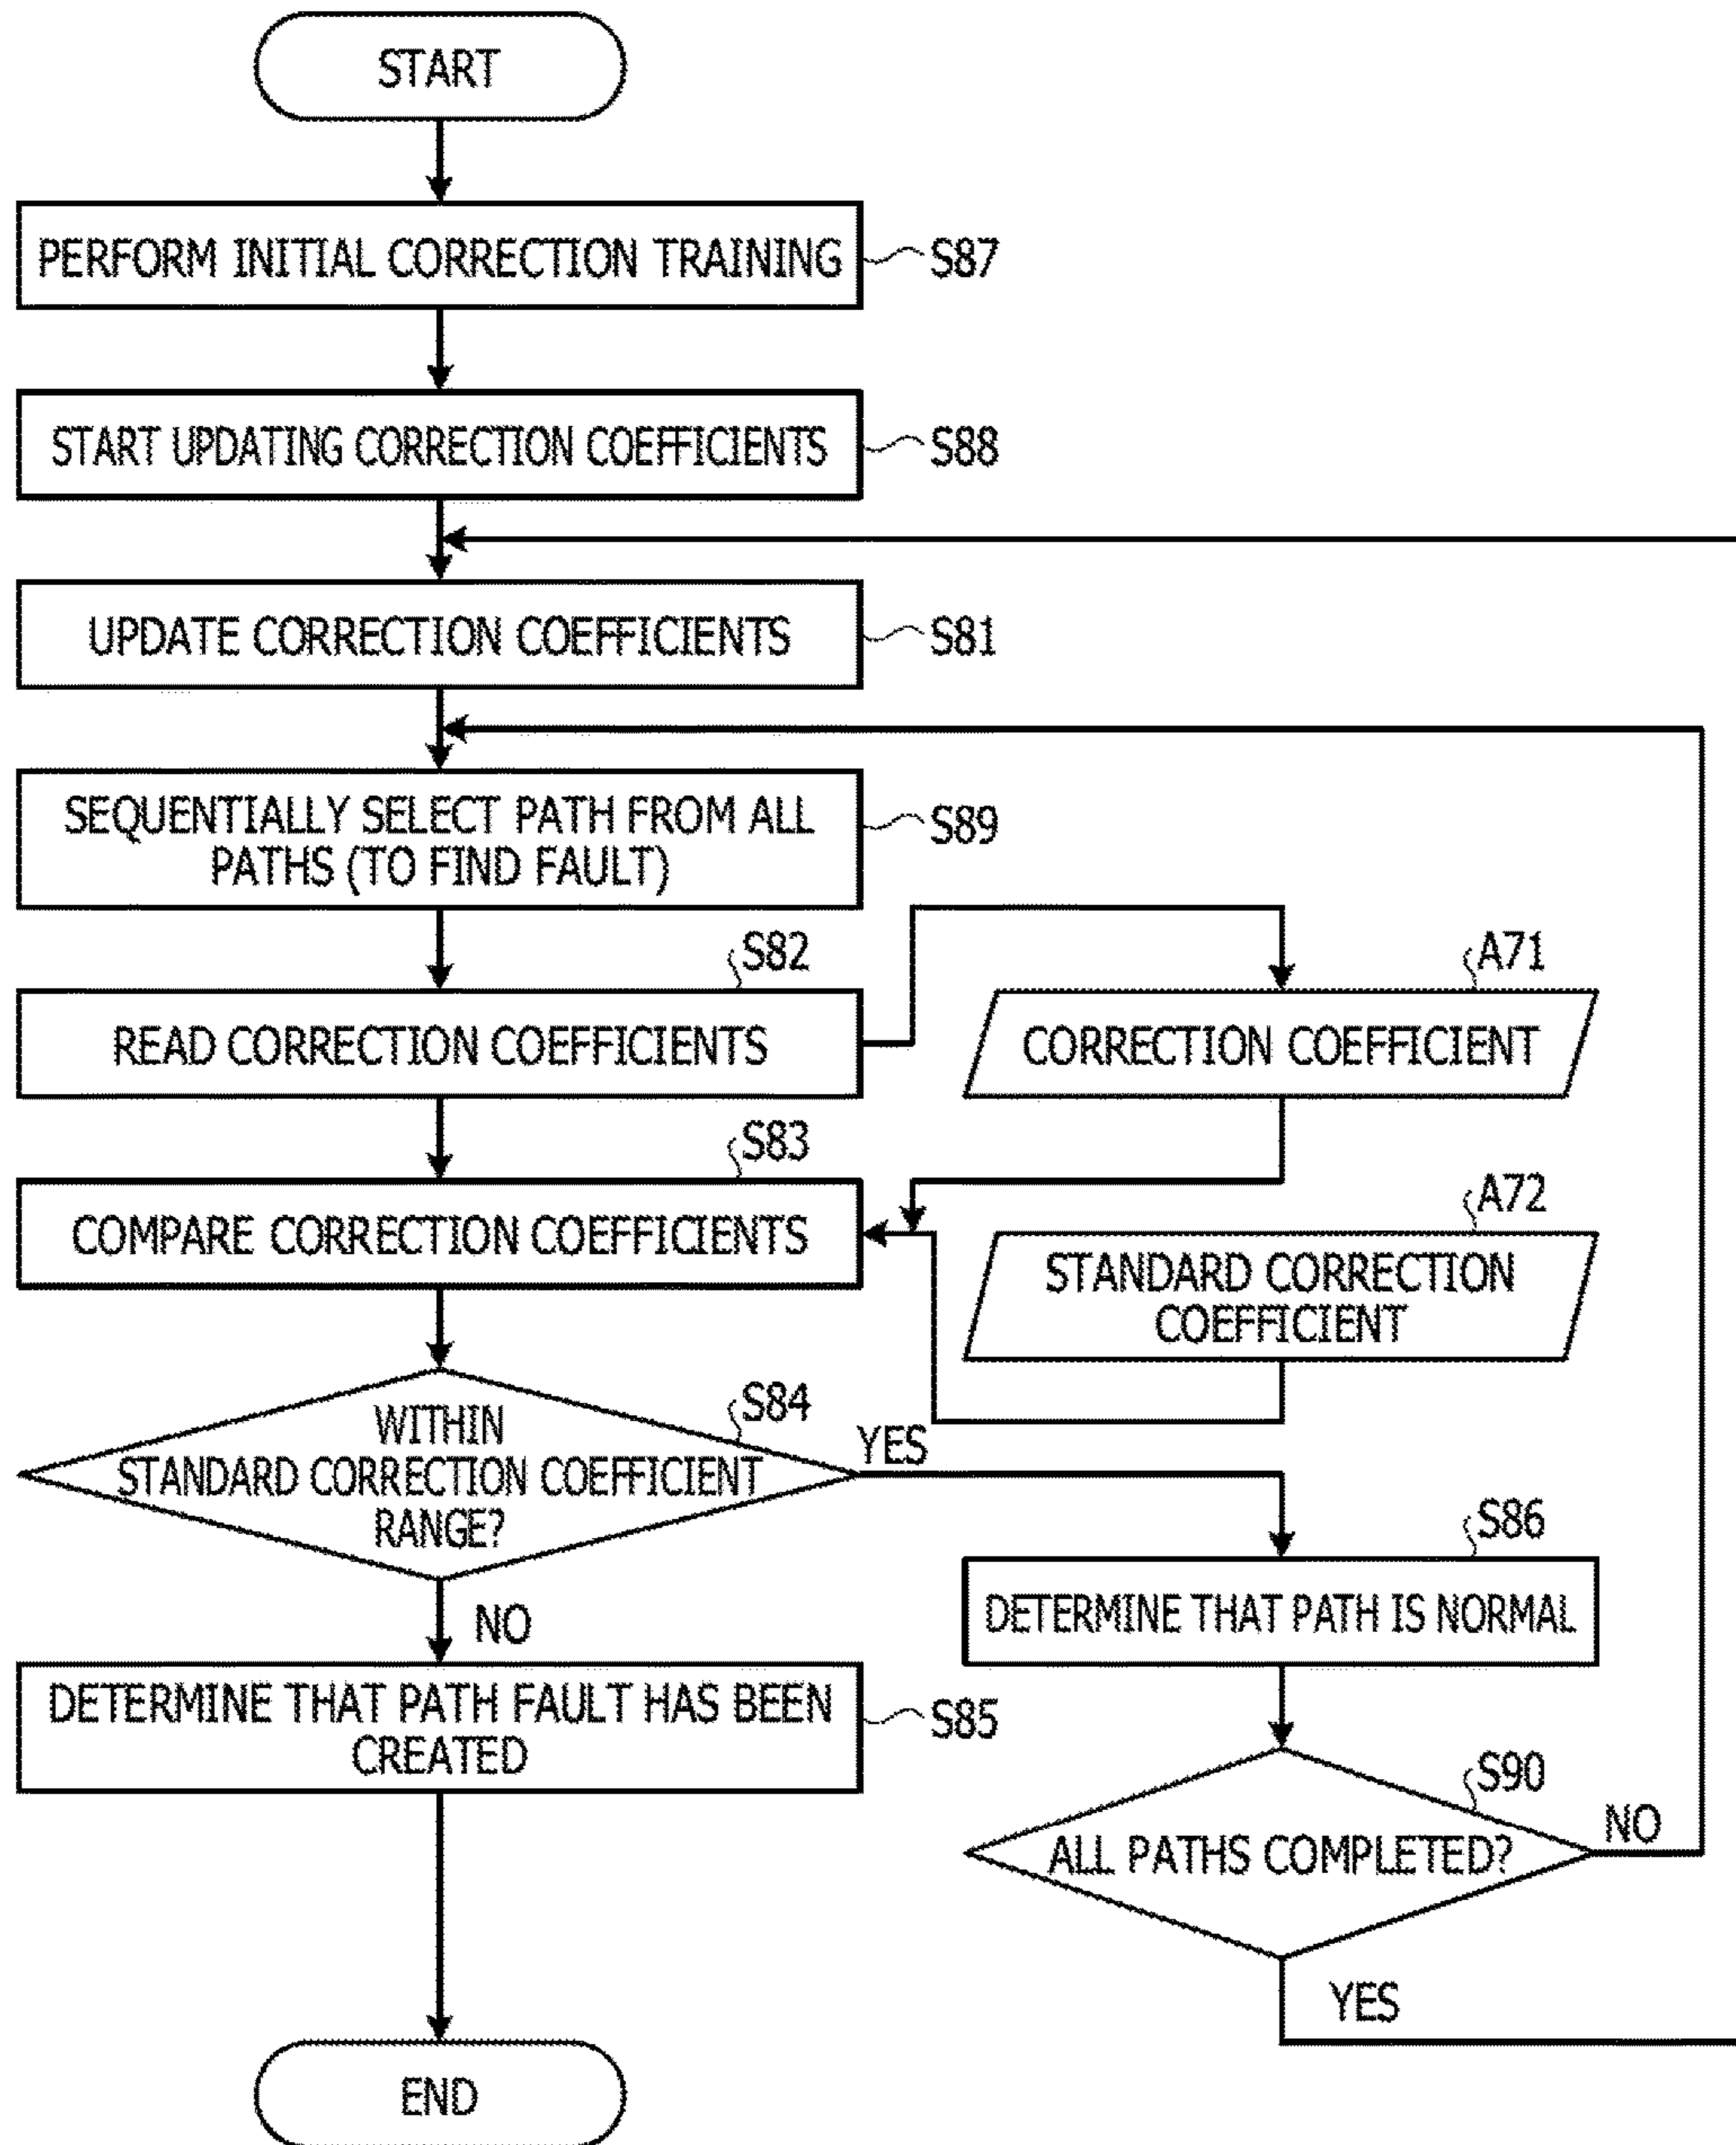 START
PERFORM INITIAL CORRECTION TRAINING
S87
START UPDATING CORRECTION COEFFICIENTS
S88
UPDATE CORRECTION COEFFICIENTS
S81
SEQUENTIALLY SELECT PATH FROM ALL
PATHS (TO FIND FAULT)
S89
S82
READ CORRECTION COEFFICIENTS
A71
CORRECTION COEFFICIENT
S83
COMPARE CORRECTION COEFFICIENTS
A72
STANDARD CORRECTION
COEFFICIENT
S84
WITHIN
STANDARD CORRECTION COEFFICIENT
RANGE?
YES
NO
S86
DETERMINE THAT PATH IS NORMAL
DETERMINE THAT PATH FAULT HAS BEEN
CREATED
S85
S90
ALL PATHS COMPLETED?
NO
YES
END